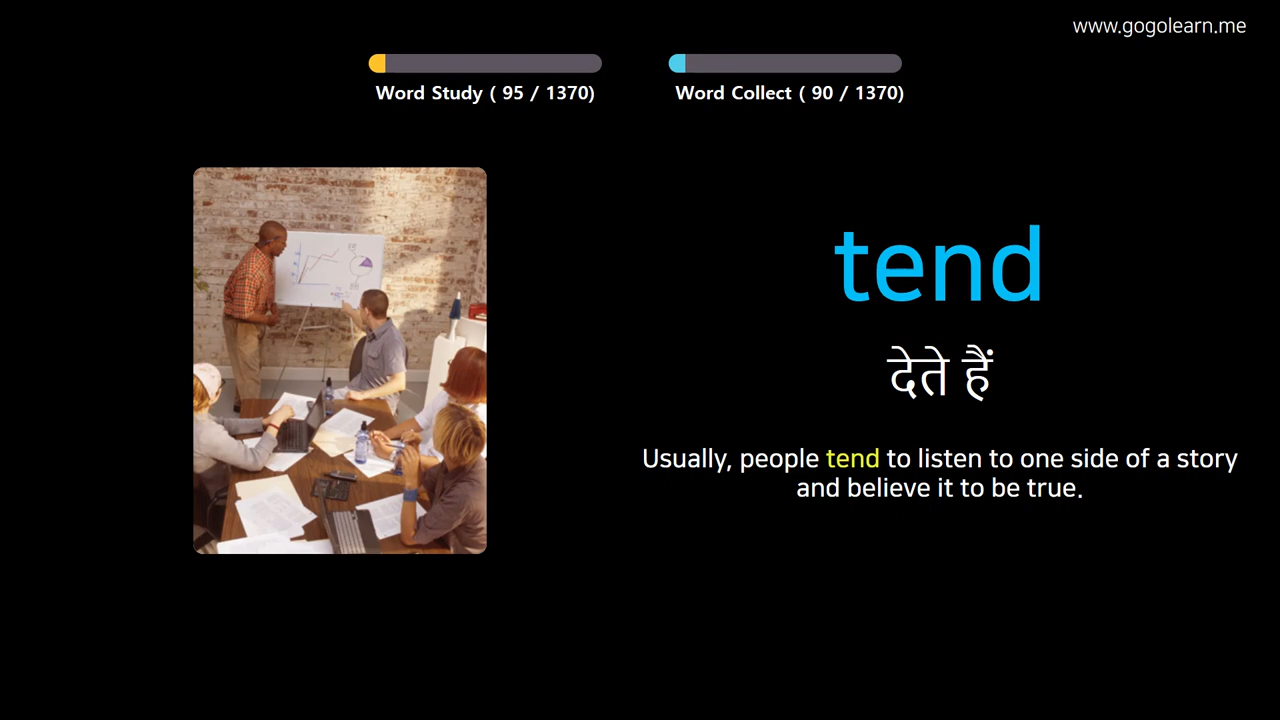 www.gogolearn.me
Word Study ( 95 / 1370)
Word Collect ( 90 / 1370)
tend
देते हैं
Usually, people tend to listen to one side of a story
and believe it to be true.